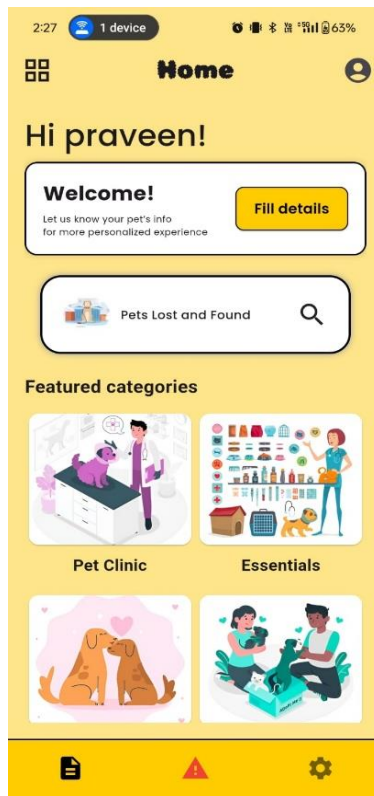 2:27 1 device 63%
Home
Hi praveen!
Welcome!
Let us know your pet's info
for more personalized experience
Fill details
Pets Lost and Found
Featured categories
Pet Clinic Essentials